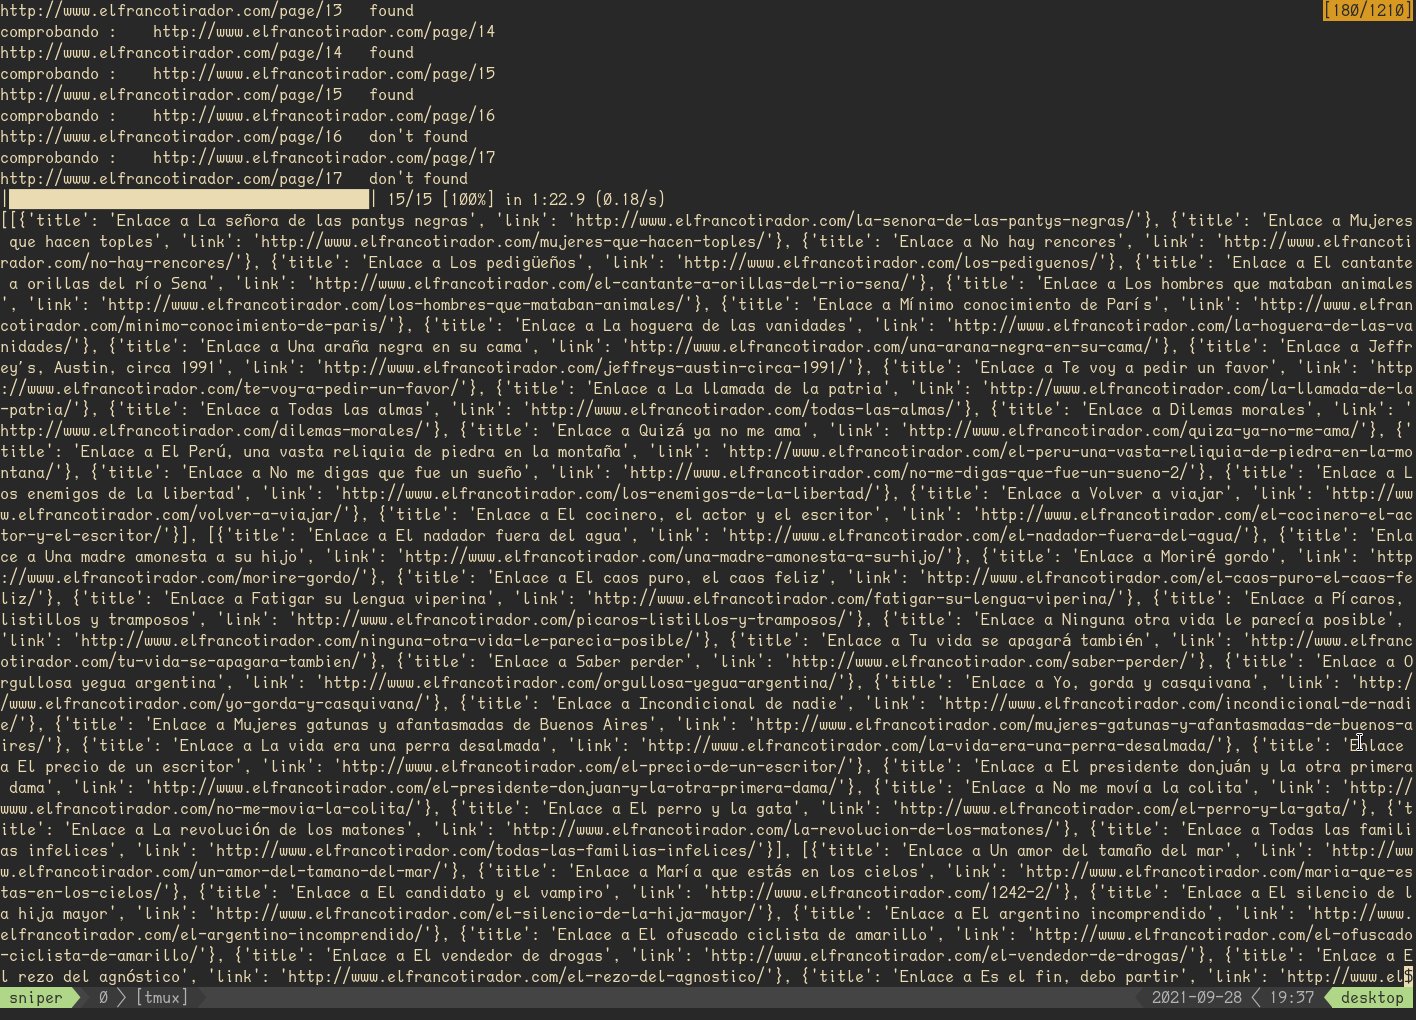 http://www.elfrancotirador.com/page/13   found
[180/1210]
comprobando :    http://www.elfrancotirador.com/page/14
http://www.elfrancotirador.com/page/14   found
comprobando :    http://www.elfrancotirador.com/page/15
http://www.elfrancotirador.com/page/15   found
comprobando :    http://www.elfrancotirador.com/page/16
http://www.elfrancotirador.com/page/16   don't found
comprobando :    http://www.elfrancotirador.com/page/17
http://www.elfrancotirador.com/page/17   don't found
| | 15/15 [100%] in 1:22.9 (0.18/s)
[[{'title': 'Enlace a La señora de las pantys negras', 'link': 'http://www.elfrancotirador.com/la-senora-de-las-pantys-negras/'}, {'title': 'Enlace a Mujeres
que hacen toples', 'link': 'http://www.elfrancotirador.com/mujeres-que-hacen-toples/'}, {'title': 'Enlace a No hay rencores', 'link': 'http://www.elfrancoti
rador.com/no-hay-rencores/'}, {'title': 'Enlace a Los pedigüeños', 'link': 'http://www.elfrancotirador.com/los-pediguenos/'}, {'title': 'Enlace a El cantante
a orillas del río Sena', 'link': 'http://www.elfrancotirador.com/el-cantante-a-orillas-del-rio-sena/'}, {'title': 'Enlace a Los hombres que mataban animales
', 'link': 'http://www.elfrancotirador.com/los-hombres-que-mataban-animales/'}, {'title': 'Enlace a Mínimo conocimiento de París', 'link': 'http://www.elfran
cotirador.com/minimo-conocimiento-de-paris/'}, {'title': 'Enlace a La hoguera de las vanidades', 'link': 'http://www.elfrancotirador.com/la-hoguera-de-las-va
nidades/'}, {'title': 'Enlace a Una araña negra en su cama', 'link': 'http://www.elfrancotirador.com/una-arana-negra-en-su-cama/'}, {'title': 'Enlace a Jeffr
ey's, Austin, circa 1991', 'link': 'http://www.elfrancotirador.com/jeffreys-austin-circa-1991/'}, {'title': 'Enlace a Te voy a pedir un favor', 'link': 'http
://www.elfrancotirador.com/te-voy-a-pedir-un-favor/'}, {'title': 'Enlace a La llamada de la patria', 'link': 'http://www.elfrancotirador.com/la-llamada-de-la
-patria/'}, {'title': 'Enlace a Todas las almas', 'link': 'http://www.elfrancotirador.com/todas-las-almas/'}, {'title': 'Enlace a Dilemas morales', 'link': '
http://www.elfrancotirador.com/dilemas-morales/'}, {'title': 'Enlace a Quizá ya no me ama', 'link': 'http://www.elfrancotirador.com/quiza-ya-no-me-ama/'}, {'
title': 'Enlace a El Perú, una vasta reliquia de piedra en la montaña', 'link': 'http://www.elfrancotirador.com/el-peru-una-vasta-reliquia-de-piedra-en-la-mo
ntana/'}, {'title': 'Enlace a No me digas que fue un sueño', 'link': 'http://www.elfrancotirador.com/no-me-digas-que-fue-un-sueno-2/'}, {'title': 'Enlace a L
os enemigos de la libertad', 'link': 'http://www.elfrancotirador.com/los-enemigos-de-la-libertad/'}, {'title': 'Enlace a Volver a viajar', 'link': 'http://ww
w.elfrancotirador.com/volver-a-viajar/'}, {'title': 'Enlace a El cocinero, el actor y el escritor', 'link': 'http://www.elfrancotirador.com/el-cocinero-el-ac
tor-y-el-escritor/'}], [{'title': 'Enlace a El nadador fuera del agua', 'link': 'http://www.elfrancotirador.com/el-nadador-fuera-del-agua/'}, {'title': 'Enla
ce a Una madre amonesta a su hijo', 'link': 'http://www.elfrancotirador.com/una-madre-amonesta-a-su-hijo/'}, {'title': 'Enlace a Moriré gordo', 'link': 'http
://www.elfrancotirador.com/morire-gordo/'}, {'title': 'Enlace a El caos puro, el caos feliz', 'link': 'http://www.elfrancotirador.com/el-caos-puro-el-caos-fe
liz/'}, {'title': 'Enlace a Fatigar su lengua viperina', 'link': 'http://www.elfrancotirador.com/fatigar-su-lengua-viperina/'}, {'title': 'Enlace a Pícaros,
listillos y tramposos', 'link': 'http://www.elfrancotirador.com/picaros-listillos-y-tramposos/'}, {'title': 'Enlace a Ninguna otra vida le parecía posible',
'link': 'http://www.elfrancotirador.com/ninguna-otra-vida-le-parecia-posible/'}, {'title': 'Enlace a Tu vida se apagará también', 'link': 'http://www.elfranc
otirador.com/tu-vida-se-apagara-tambien/'}, {'title': 'Enlace a Saber perder', 'link': 'http://www.elfrancotirador.com/saber-perder/'}, {'title': 'Enlace a O
rgullosa yegua argentina', 'link': 'http://www.elfrancotirador.com/orgullosa-yegua-argentina/'}, {'title': 'Enlace a Yo, gorda y casquivana', 'link': 'http:/
/www.elfrancotirador.com/yo-gorda-y-casquivana/'}, {'title': 'Enlace a Incondicional de nadie', 'link': 'http://www.elfrancotirador.com/incondicional-de-nadi
e/'}, {'title': 'Enlace a Mujeres gatunas y afantasmadas de Buenos Aires', 'link': 'http://www.elfrancotirador.com/mujeres-gatunas-y-afantasmadas-de-buenos-a
ires/'}, {'title': 'Enlace a La vida era una perra desalmada', 'link': 'http://www.elfrancotirador.com/la-vida-era-una-perra-desalmada/'}, {'title': 'Enlace
a El precio de un escritor', 'link': 'http://www.elfrancotirador.com/el-precio-de-un-escritor/'}, {'title': 'Enlace a El presidente donjuán y la otra primera
dama', 'link': 'http://www.elfrancotirador.com/el-presidente-donjuan-y-la-otra-primera-dama/'}, {'title': 'Enlace a No me movía la colita', 'link': 'http://
www.elfrancotirador.com/no-me-movia-la-colita/'}, {'title': 'Enlace a El perro y la gata', 'link': 'http://www.elfrancotirador.com/el-perro-y-la-gata/'}, {'t
itle': 'Enlace a La revolución de los matones', 'link': 'http://www.elfrancotirador.com/la-revolucion-de-los-matones/'}, {'title': 'Enlace a Todas las famili
as infelices', 'link': 'http://www.elfrancotirador.com/todas-las-familias-infelices/'}], [{'title': 'Enlace a Un amor del tamaño del mar', 'link': 'http://ww
w.elfrancotirador.com/un-amor-del-tamano-del-mar/'}, {'title': 'Enlace a María que estás en los cielos', 'link': 'http://www.elfrancotirador.com/maria-que-es
tas-en-los-cielos/'}, {'title': 'Enlace a El candidato y el vampiro', 'link': 'http://www.elfrancotirador.com/1242-2/'}, {'title': 'Enlace a El silencio de l
a hija mayor', 'link': 'http://www.elfrancotirador.com/el-silencio-de-la-hija-mayor/'}, {'title': 'Enlace a El argentino incomprendido', 'link': 'http://www.
elfrancotirador.com/el-argentino-incomprendido/'}, {'title': 'Enlace a El ofuscado ciclista de amarillo', 'link': 'http://www.elfrancotirador.com/el-ofuscado
-ciclista-de-amarillo/'}, {'title': 'Enlace a El vendedor de drogas', 'link': 'http://www.elfrancotirador.com/el-vendedor-de-drogas/'}, {'title': 'Enlace a E
l rezo del agnóstico', 'link': 'http://www.elfrancotirador.com/el-rezo-del-agnostico/'}, {'title': 'Enlace a Es el fin, debo partir', 'link': 'http://www.el$
sniper  0  [tmux]  2021-09-28  19:37  desktop